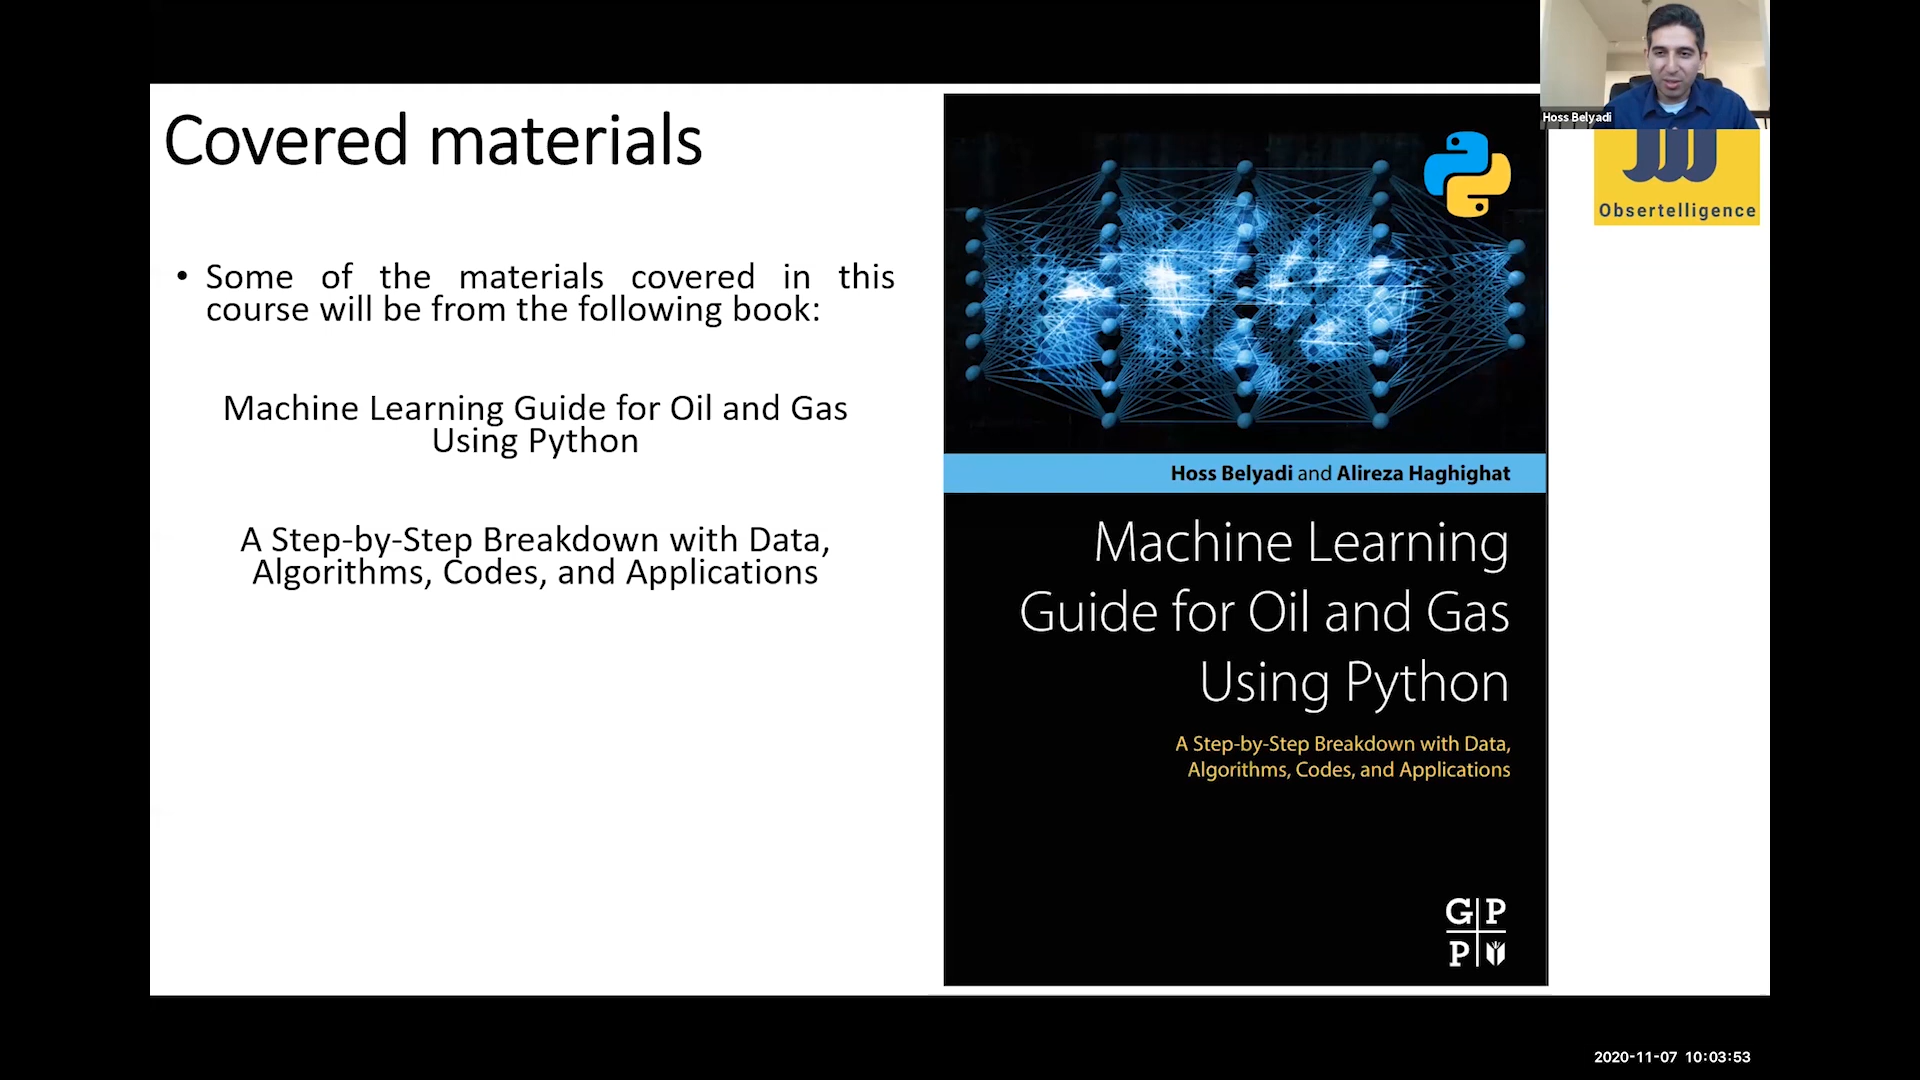 Covered materials
• Some of the materials covered in this
course will be from the following book:
Machine Learning Guide for Oil and Gas
Using Python
A Step-by-Step Breakdown with Data,
Algorithms, Codes, and Applications
Hoss Belyadi and Alireza Haghighat
Machine Learning
Guide for Oil and Gas
Using Python
A Step-by-Step Breakdown with Data,
Algorithms, Codes, and Applications
G P
P
Hoss Belyadi
Obsertelligence
2020-11-07 10:03:53